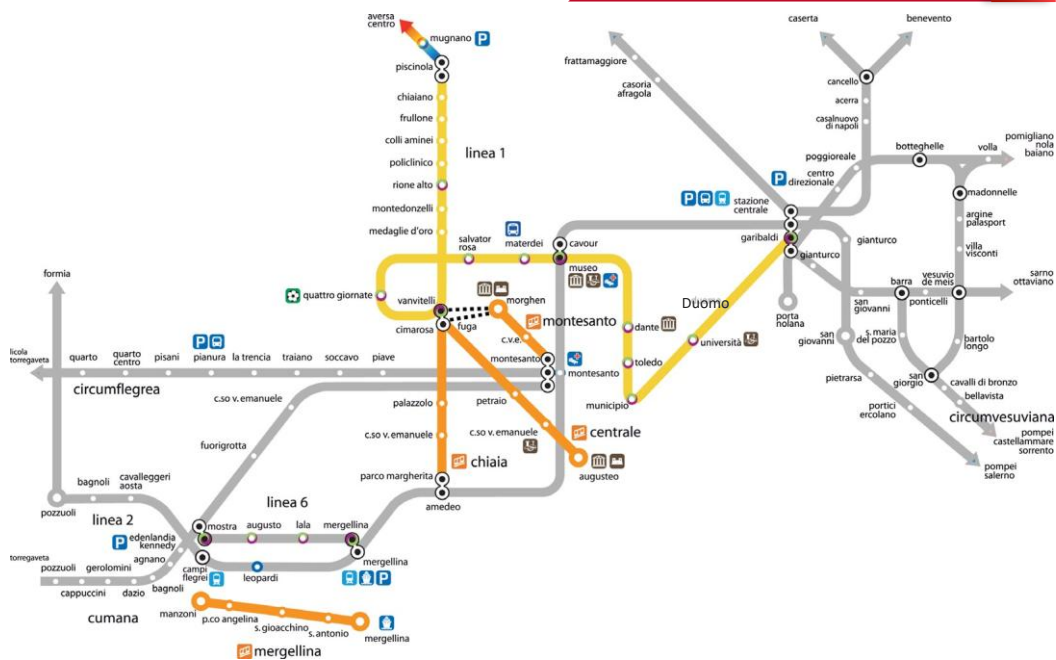 aversa
centro
mugnano P
piscinola
chiaiano
frullone
colli aminei
policlinico
linea 1
rione alto
montedonzelli
medaglie d'oro
salvator
rosa
materdei
cavour
museo
quattro giornate
vanvitelli
cimarosa
fuga
morghen
montesanto
c.v.e.
montesanto
montesanto
dante
toledo
municipio
università
Duomo
caserta
benevento
frattamaggiore
casoria
afragola
cancello
acerra
casalnuovo
di napoli
poggioreale
botteghelle
volla
pomigliano
nola
baiano
centro
direzionale
P
P
stazione
centrale
garibaldi
gianturco
gianturco
madonnelle
argine
palasport
villa
visconti
vesuvio
de meis
barra
ponticelli
sarno
ottaviano
san
giovanni
porta
nolana
san
giovanni
s. maria
del pozzo
bartolo
longo
san
giorgio
cavalli di bronzo
bellavista
circumvesuviana
pietrarsa
portici
ercolano
pompei
castellammare
sorrento
pompei
salerno
formia
licola
torregaveta
quarto
quarto
centro
pisani
P
pianura
la trencia
traiano
soccavo
piave
circumflegrea
c.so v. emanuele
fuorigrotta
palazzolo
petraio
c.so v. emanuele
c.so v. emanuele
centrale
chiaia
augusteo
parco margherita
amedeo
bagnoli
cavalleggeri
aosta
pozzuoli
linea 2
linea 6
mostra
augusto
lala
mergellina
P
edenlandia
kennedy
agnano
campi
flegrei
leopardi
mergellina
P
torregaveta
pozzuoli
gerolomini
cappuccini
dazio
bagnoli
cumana
manzoni
p.co angelina
s. gioacchino
s. antonio
mergellina
mergellina